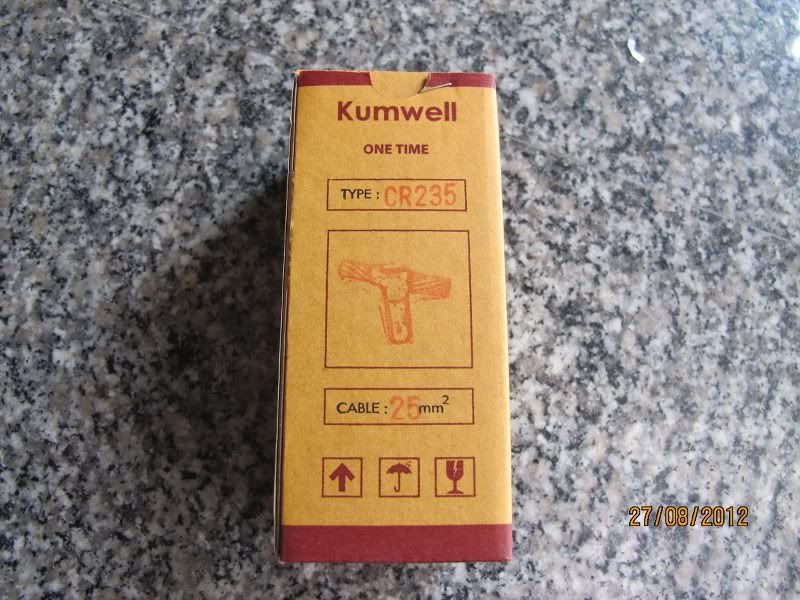 Kumwell
ONE TIME
TYPE : CR235
CABLE : 25mm²
27/08/2012